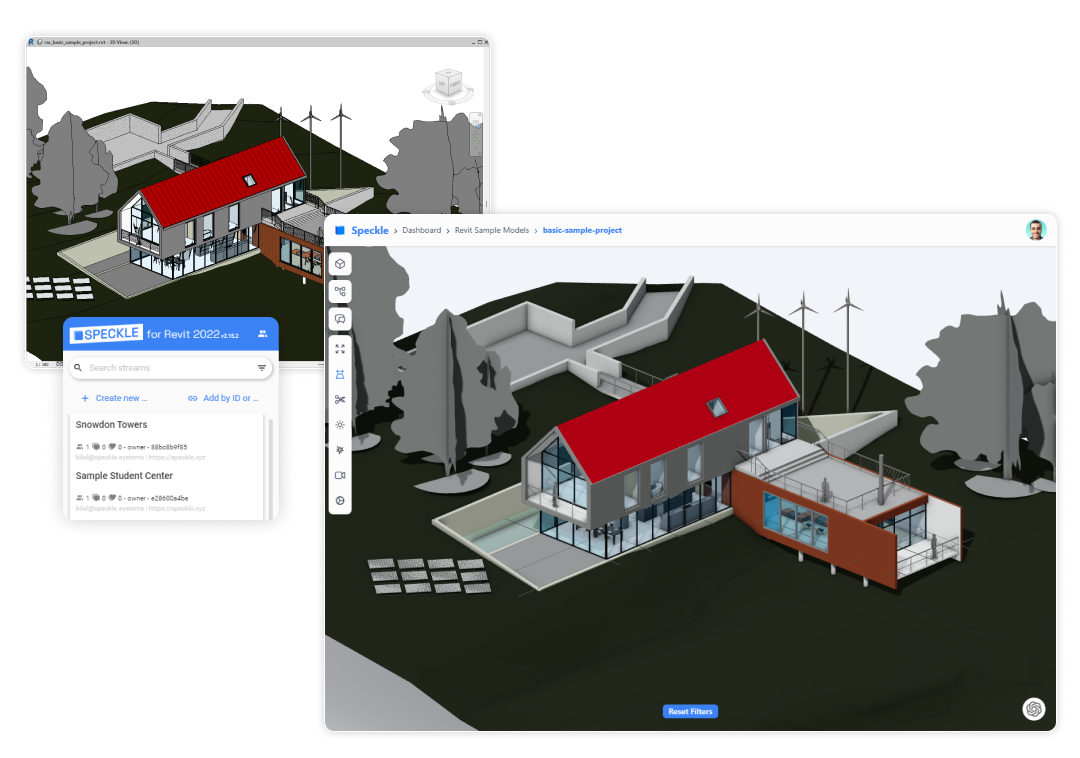 rac_basic_sample_project.rvt - 3D View: {3D}
SPECKLE for Revit 2022 v2.15.2
Search streams
+ Create new ...
Add by ID or ...
Snowdon Towers
1 0 0 - owner - 88bc8b9f85
bilal@speckle.systems | https://speckle.xyz
Sample Student Center
1 0 0 - owner - e28600a4be
bilal@speckle.systems | https://speckle.xyz
Speckle › Dashboard › Revit Sample Models › basic-sample-project
Reset Filters